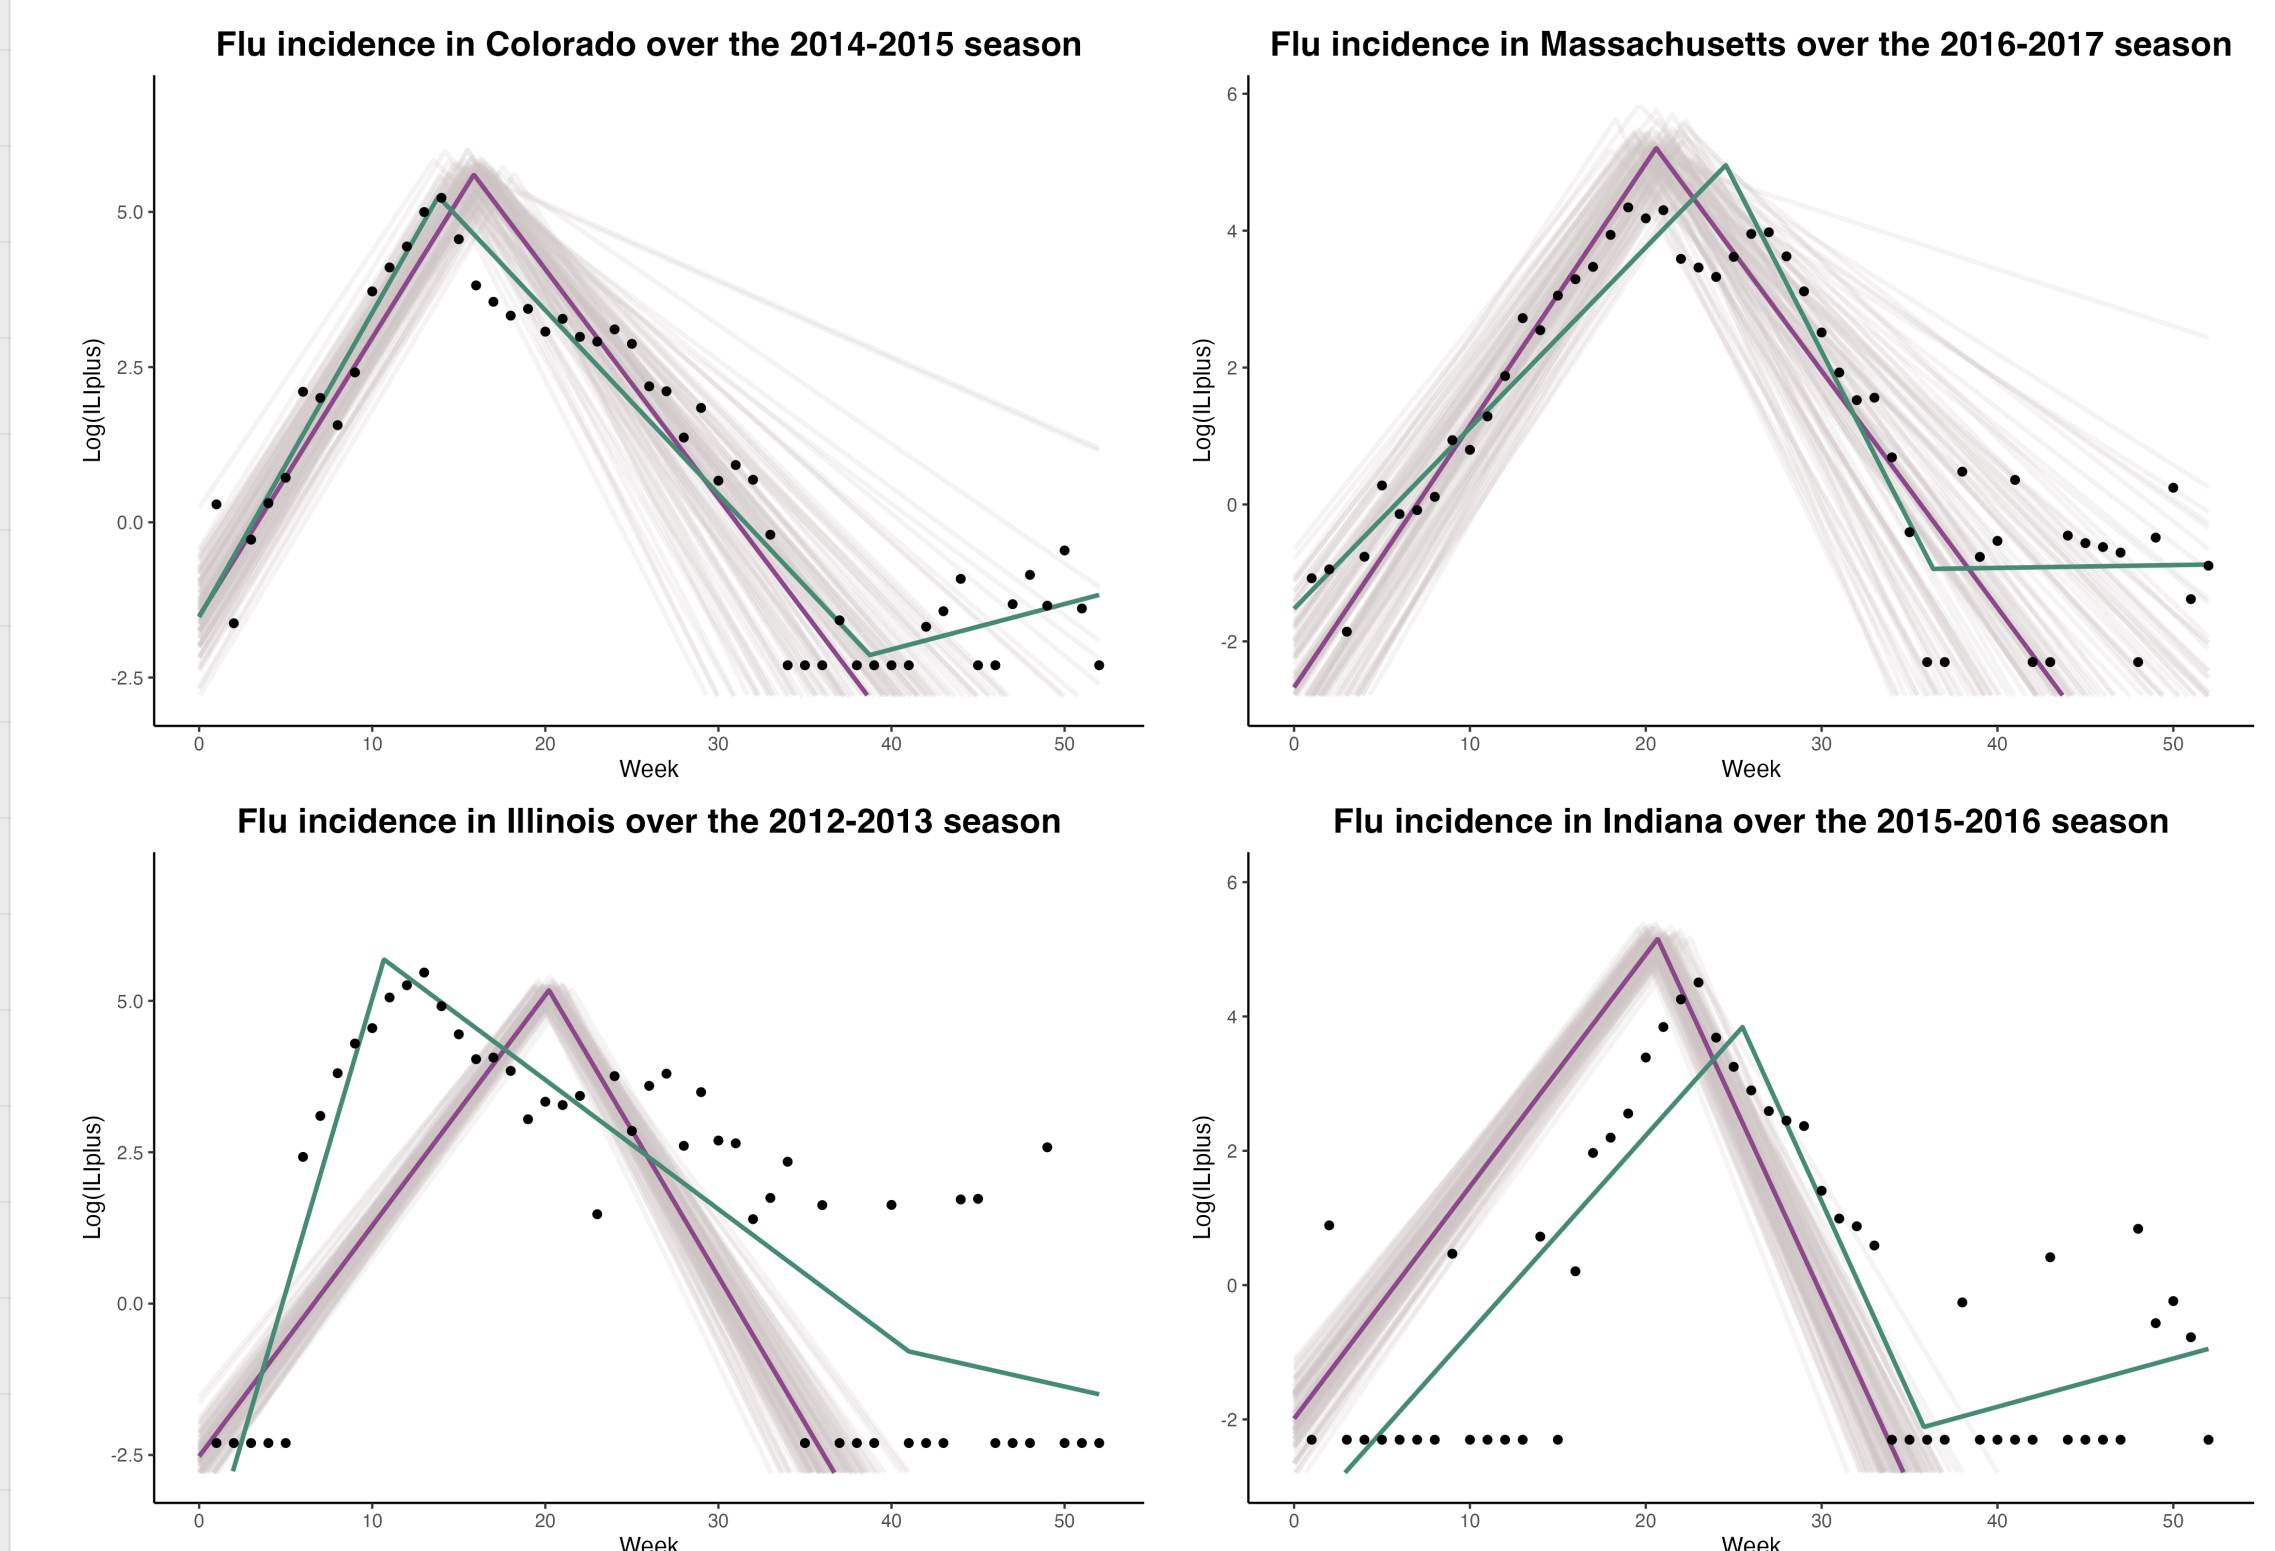 Flu incidence in Colorado over the 2014-2015 season
5.0
2.5
0.0
-2.5
Log(ILIplus)
0 10 20 30 40 50
Week
Flu incidence in Massachusetts over the 2016-2017 season
6
4
2
0
-2
Log(ILIplus)
0 10 20 30 40 50
Week
Flu incidence in Illinois over the 2012-2013 season
5.0
2.5
0.0
-2.5
Log(ILIplus)
0 10 20 30 40 50
Week
Flu incidence in Indiana over the 2015-2016 season
6
4
2
0
-2
Log(ILIplus)
0 10 20 30 40 50
Week